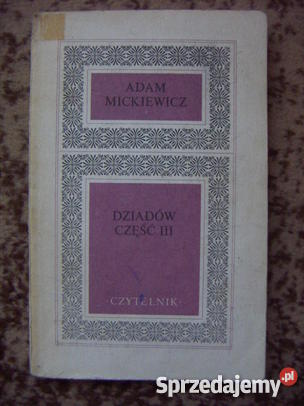 ADAM
MICKIEWICZ
DZIADÓW
CZĘŚĆ III
·CZYTELNIK·
Sprzedajemy
.pl